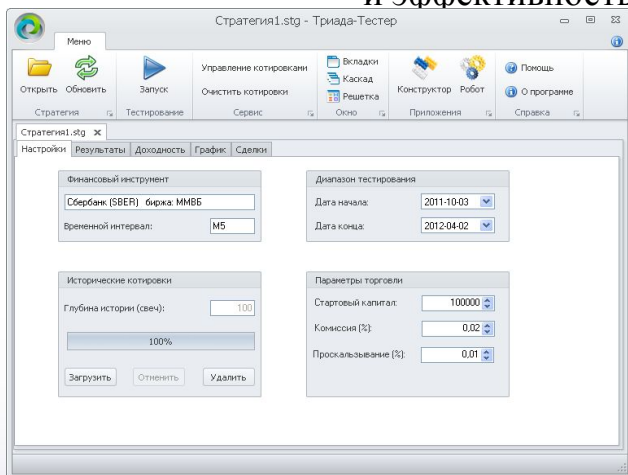 и эффективность
Стратегия1.stg - Триада-Тестер
Меню
Открыть Обновить Запуск Управление котировками Очистить котировки Вкладки Каскад Решетка Конструктор Робот Помощь О программе
Стратегия Тестирование Сервис Окно Приложения Справка
Стратегия1.stg
Настройки Результаты Доходность График Сделки
Финансовый инструмент
Сбербанк (SBER) биржа: ММВБ
Временной интервал: M5
Диапазон тестирования
Дата начала: 2011-10-03
Дата конца: 2012-04-02
Исторические котировки
Глубина истории (свеч): 100
100%
Загрузить Отменить Удалить
Параметры торговли
Стартовый капитал: 100000
Комиссия (%): 0,02
Проскальзывание (%): 0,01